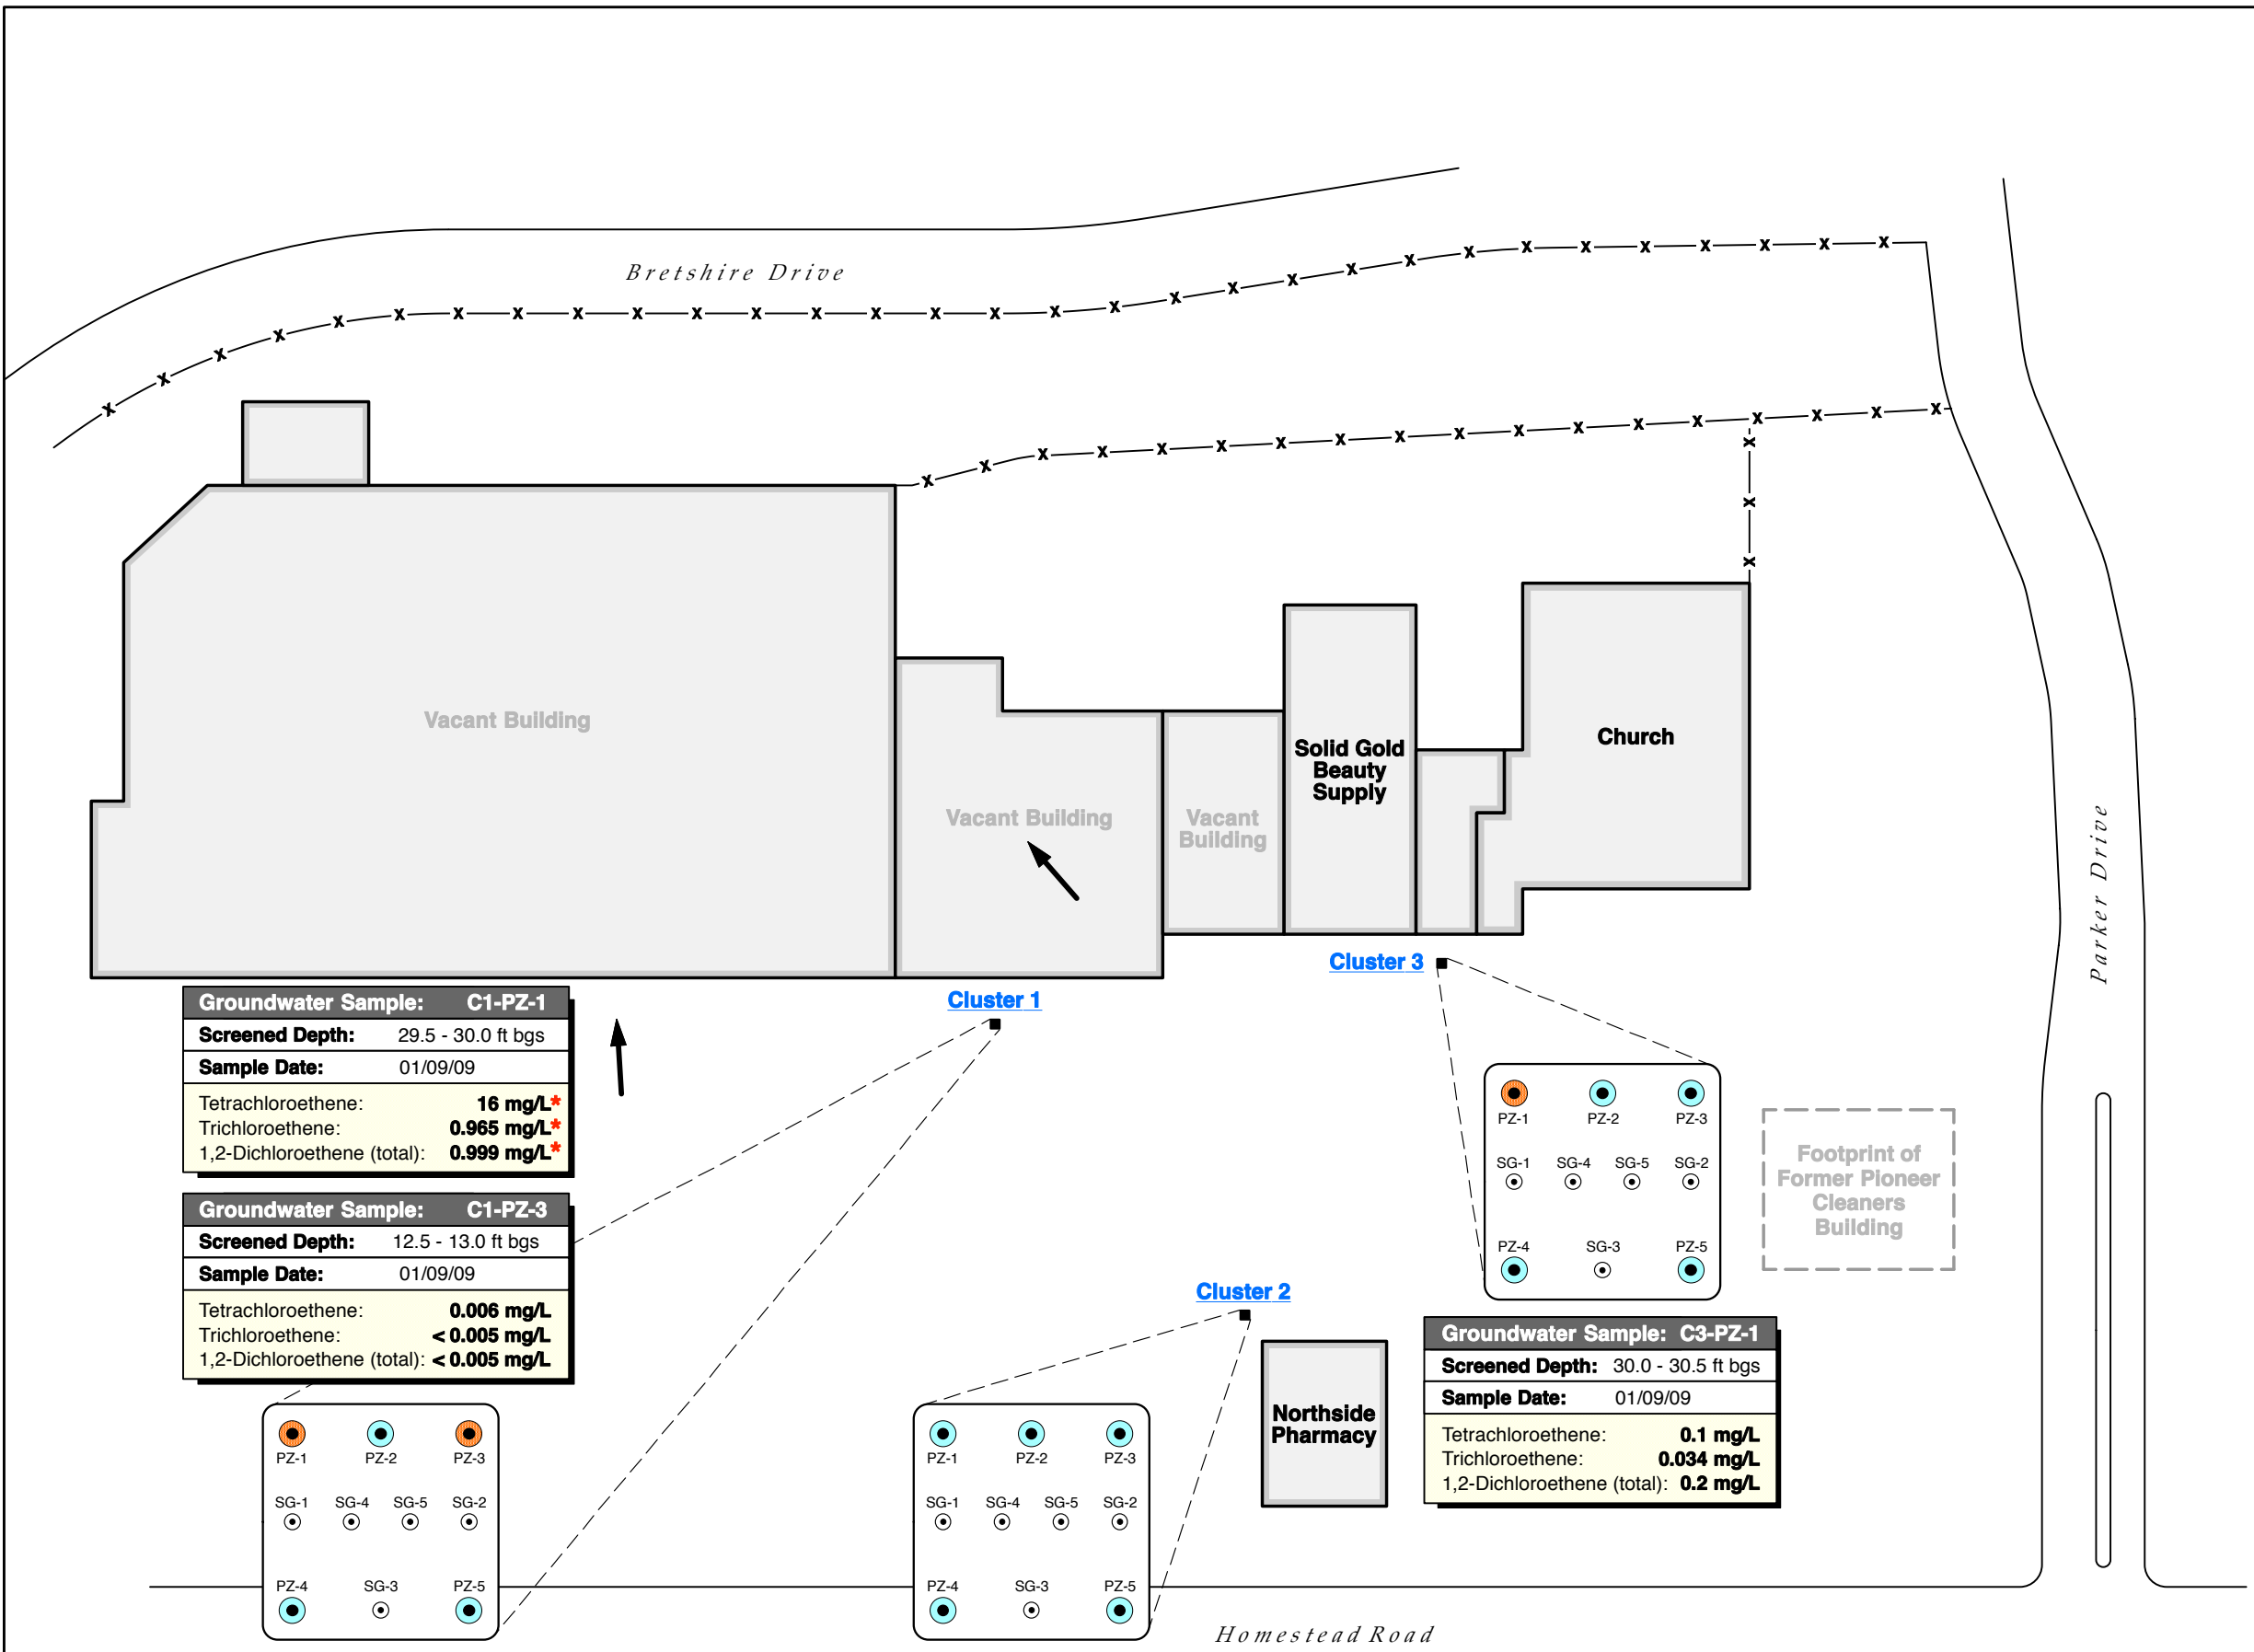 Bretshire Drive
Vacant Building
Vacant Building
Vacant
Building
Solid Gold
Beauty
Supply
Church
Parker Drive
Cluster 3
Cluster 1
Groundwater Sample: C1-PZ-1
Screened Depth: 29.5 - 30.0 ft bgs
Sample Date: 01/09/09
Tetrachloroethene: 16 mg/L*
Trichloroethene: 0.965 mg/L*
1,2-Dichloroethene (total): 0.999 mg/L*
Groundwater Sample: C1-PZ-3
Screened Depth: 12.5 - 13.0 ft bgs
Sample Date: 01/09/09
Tetrachloroethene: 0.006 mg/L
Trichloroethene: < 0.005 mg/L
1,2-Dichloroethene (total): < 0.005 mg/L
PZ-1 PZ-2 PZ-3
SG-1 SG-4 SG-5 SG-2
PZ-4 SG-3 PZ-5
Footprint of
Former Pioneer
Cleaners
Building
Cluster 2
Northside
Pharmacy
Groundwater Sample: C3-PZ-1
Screened Depth: 30.0 - 30.5 ft bgs
Sample Date: 01/09/09
Tetrachloroethene: 0.1 mg/L
Trichloroethene: 0.034 mg/L
1,2-Dichloroethene (total): 0.2 mg/L
PZ-1 PZ-2 PZ-3
SG-1 SG-4 SG-5 SG-2
PZ-4 SG-3 PZ-5
PZ-1 PZ-2 PZ-3
SG-1 SG-4 SG-5 SG-2
PZ-4 SG-3 PZ-5
Homestead Road